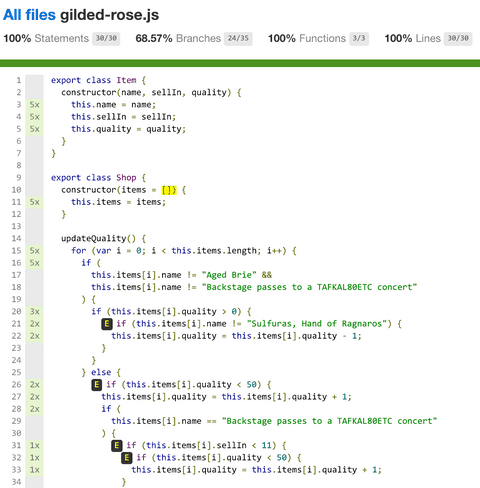 All files gilded-rose.js
100% Statements 30/30 68.57% Branches 24/35 100% Functions 3/3 100% Lines 30/30
1 export class Item {
2 constructor(name, sellIn, quality) {
3 5x this.name = name;
4 5x this.sellIn = sellIn;
5 5x this.quality = quality;
6 }
7 }
8
9 export class Shop {
10 constructor(items = []) {
11 5x this.items = items;
12 }
13
14 updateQuality() {
15 5x for (var i = 0; i < this.items.length; i++) {
16 5x if (
17 this.items[i].name != "Aged Brie" &&
18 this.items[i].name != "Backstage passes to a TAFKAL80ETC concert"
19 ) {
20 3x if (this.items[i].quality > 0) {
21 2x E if (this.items[i].name != "Sulfuras, Hand of Ragnaros") {
22 2x this.items[i].quality = this.items[i].quality - 1;
23 }
24 }
25 } else {
26 2x E if (this.items[i].quality < 50) {
27 2x this.items[i].quality = this.items[i].quality + 1;
28 2x if (
29 this.items[i].name == "Backstage passes to a TAFKAL80ETC concert"
30 ) {
31 1x E if (this.items[i].sellIn < 11) {
32 1x E if (this.items[i].quality < 50) {
33 1x this.items[i].quality = this.items[i].quality + 1;
34 }